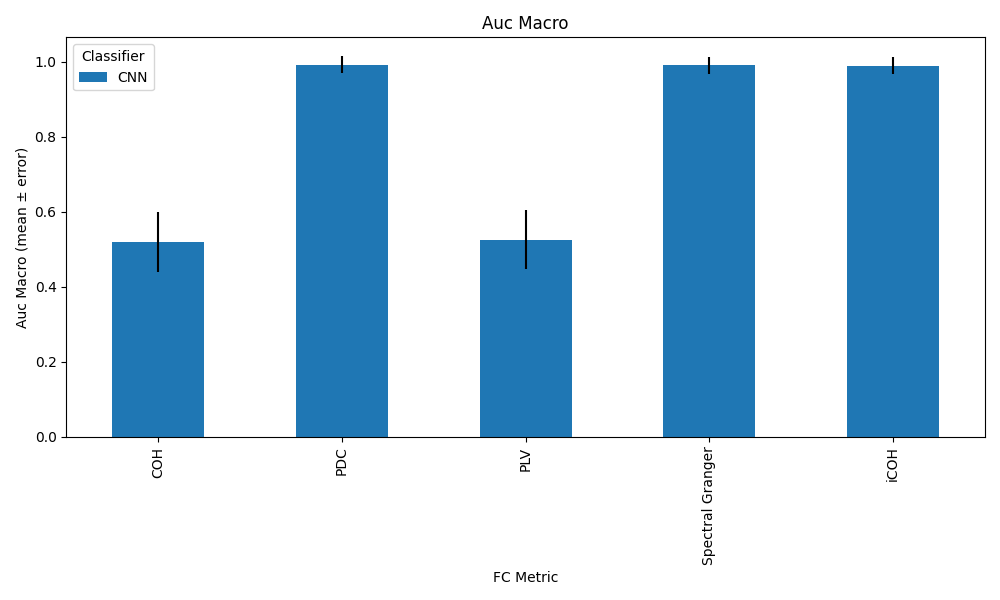 Auc Macro
Classifier
CNN
Auc Macro (mean ± error)
1.0
0.8
0.6
0.4
0.2
0.0
COH
PDC
PLV
Spectral Granger
iCOH
FC Metric